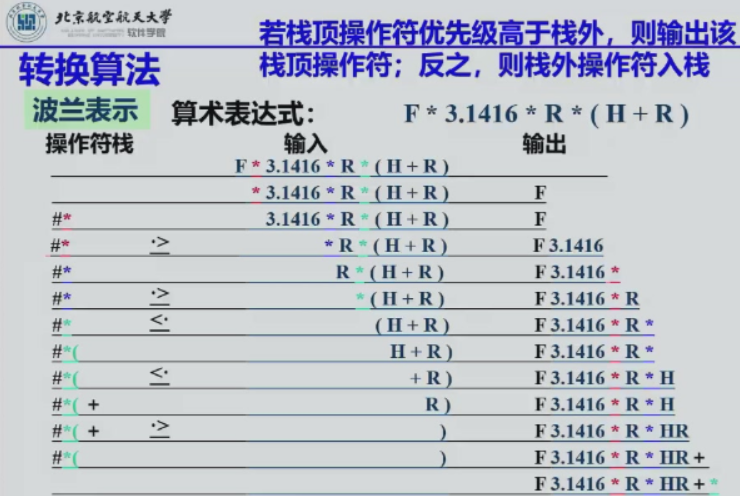 北京航空航天大学
软件学院
若栈顶操作符优先级高于栈外，则输出该
栈顶操作符；反之，则栈外操作符入栈
转换算法
波兰表示 算术表达式： F * 3.1416 * R * ( H + R )
操作符栈 输入 输出
F * 3.1416 * R * ( H + R )
* 3.1416 * R * ( H + R ) F
#* 3.1416 * R * ( H + R ) F
#* ·> * R * ( H + R ) F 3.1416
#* R * ( H + R ) F 3.1416 *
#* ·> * ( H + R ) F 3.1416 * R
#* <· ( H + R ) F 3.1416 * R *
#*( H + R ) F 3.1416 * R *
#*( <· + R ) F 3.1416 * R * H
#*( + R ) F 3.1416 * R * H
#*( + ·> ) F 3.1416 * R * HR
#*( ) F 3.1416 * R * HR +
F 3.1416 * R * HR + *